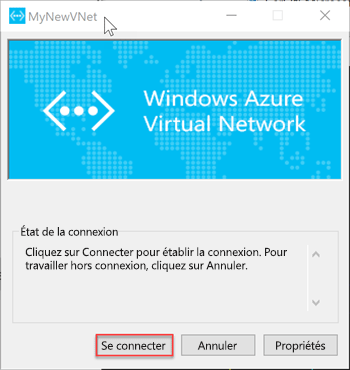 MyNewVNet
Windows Azure
Virtual Network
État de la connexion
Cliquez sur Connecter pour établir la connexion. Pour
travailler hors connexion, cliquez sur Annuler.
Se connecter
Annuler
Propriétés